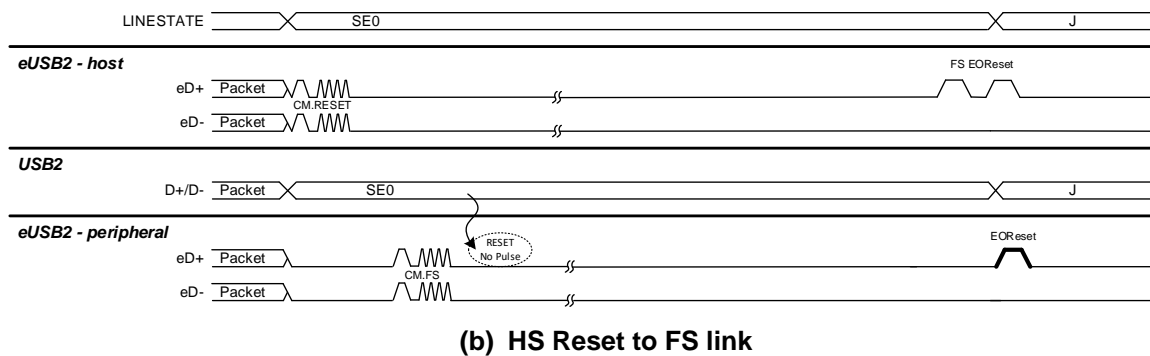 LINESTATE SE0 J
eUSB2 - host
FS EOReset
eD+ Packet
CM.RESET
eD- Packet
USB2
D+/D- Packet SE0 J
eUSB2 - peripheral
EOReset
RESET
eD+ Packet No Pulse
CM.FS
eD- Packet
(b) HS Reset to FS link